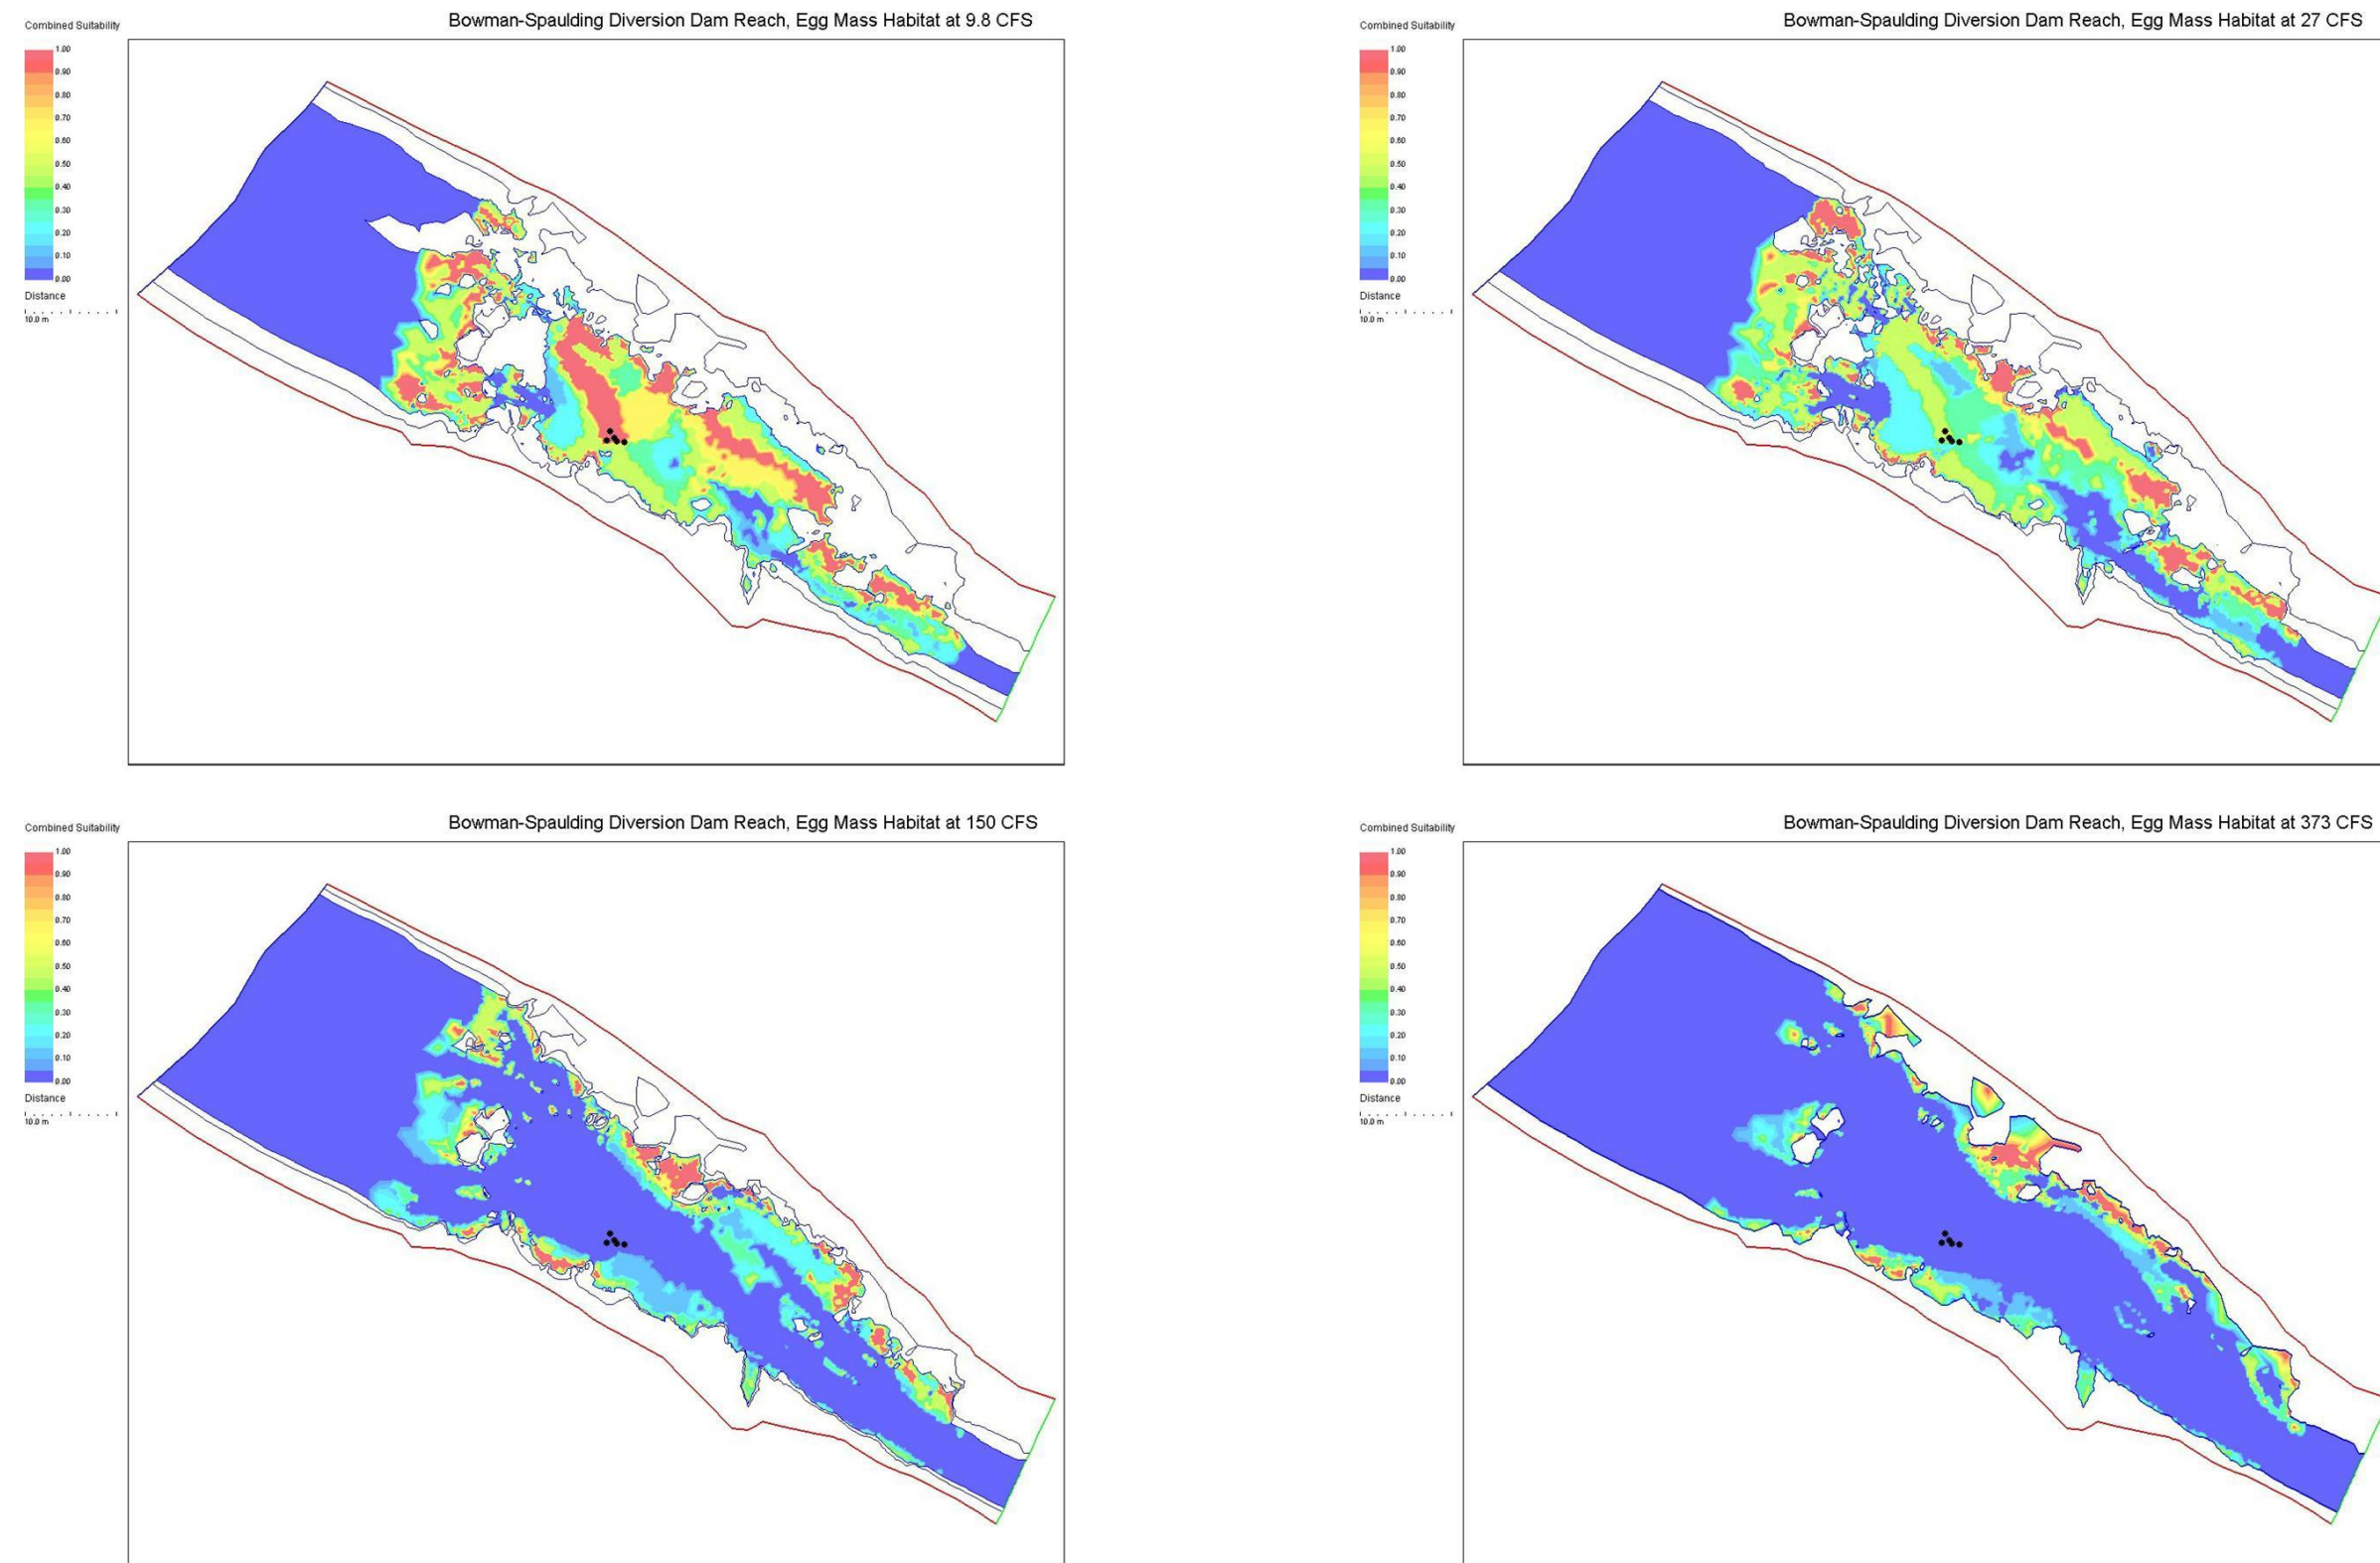 Bowman-Spaulding Diversion Dam Reach, Egg Mass Habitat at 9.8 CFS
Combined Suitability
1.00
0.90
0.80
0.70
0.60
0.50
0.40
0.30
0.20
0.10
0.00
Distance
10.0 m
Bowman-Spaulding Diversion Dam Reach, Egg Mass Habitat at 27 CFS
Combined Suitability
1.00
0.90
0.80
0.70
0.60
0.50
0.40
0.30
0.20
0.10
0.00
Distance
10.0 m
Bowman-Spaulding Diversion Dam Reach, Egg Mass Habitat at 150 CFS
Combined Suitability
1.00
0.90
0.80
0.70
0.60
0.50
0.40
0.30
0.20
0.10
0.00
Distance
10.0 m
Bowman-Spaulding Diversion Dam Reach, Egg Mass Habitat at 373 CFS
Combined Suitability
1.00
0.90
0.80
0.70
0.60
0.50
0.40
0.30
0.20
0.10
0.00
Distance
10.0 m